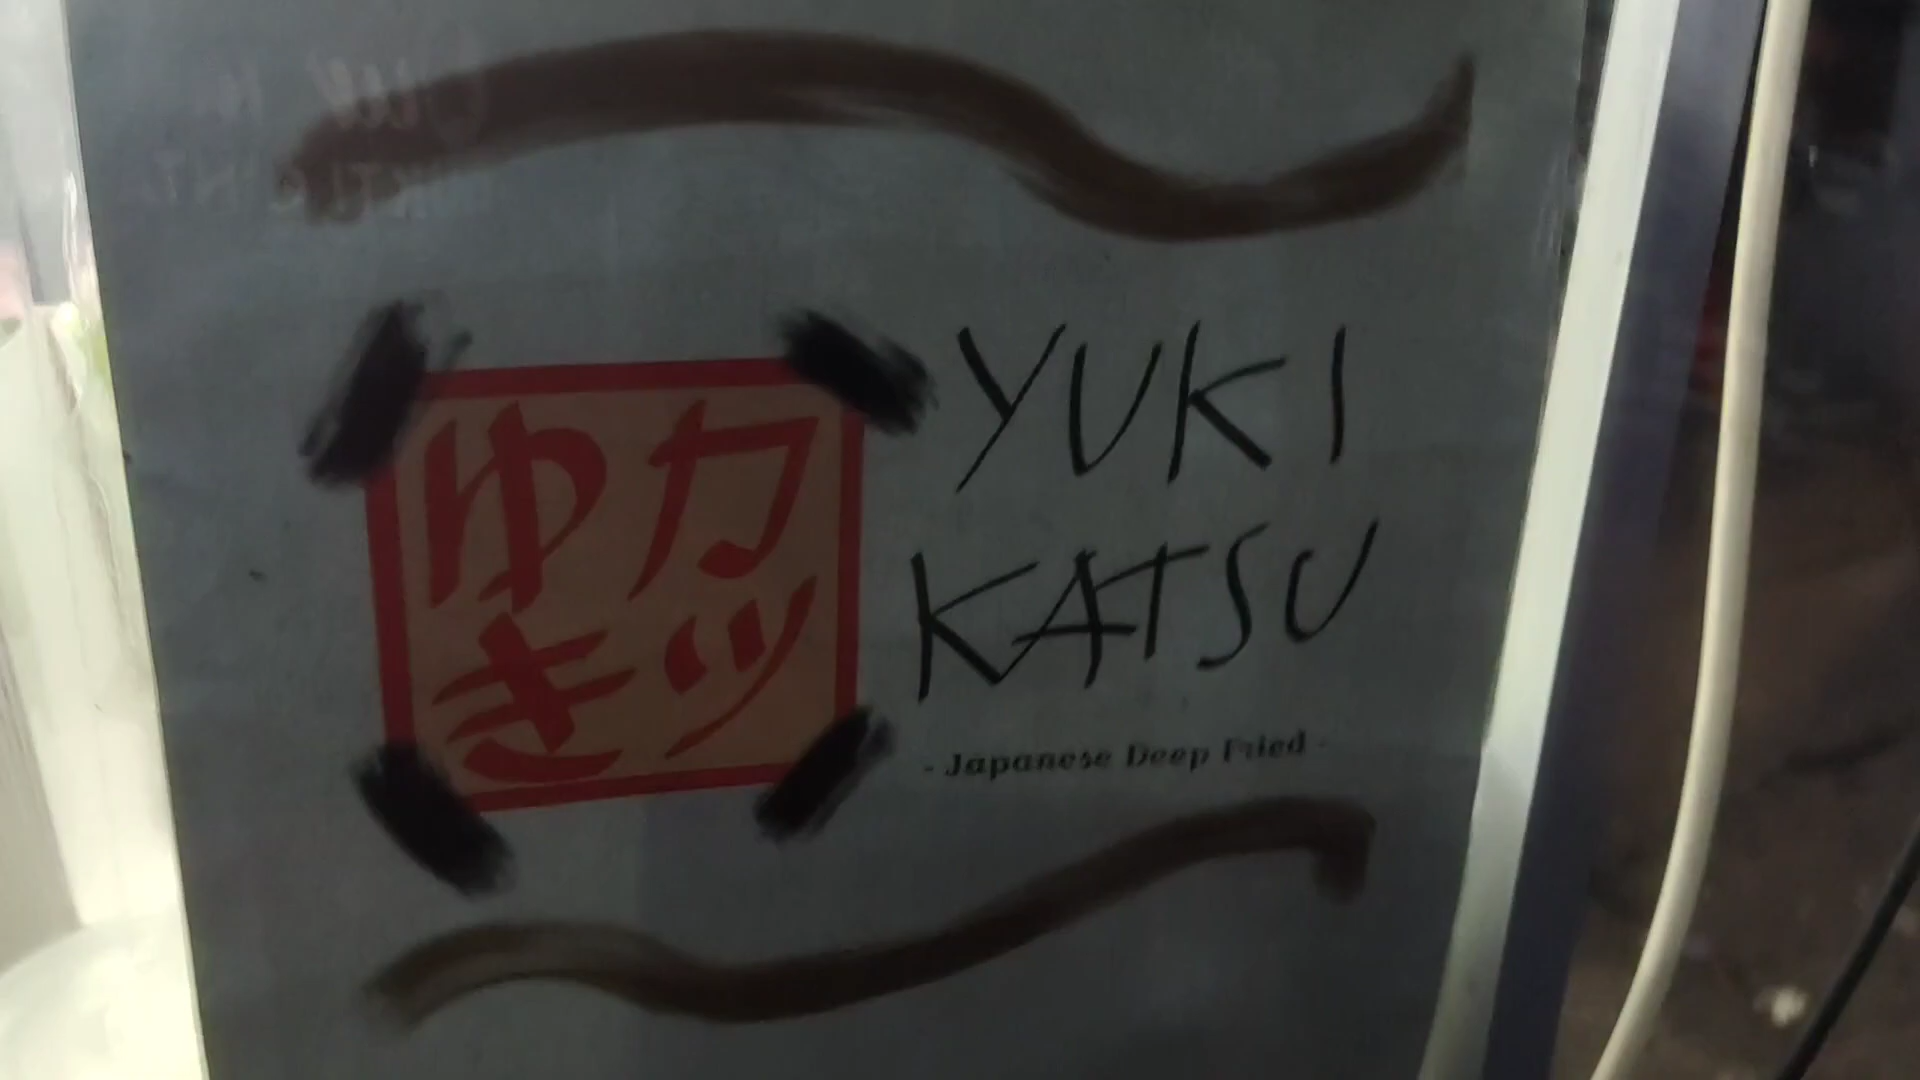 ゆき
カツ
YUKI
KATSU
- Japanese Deep Fried -